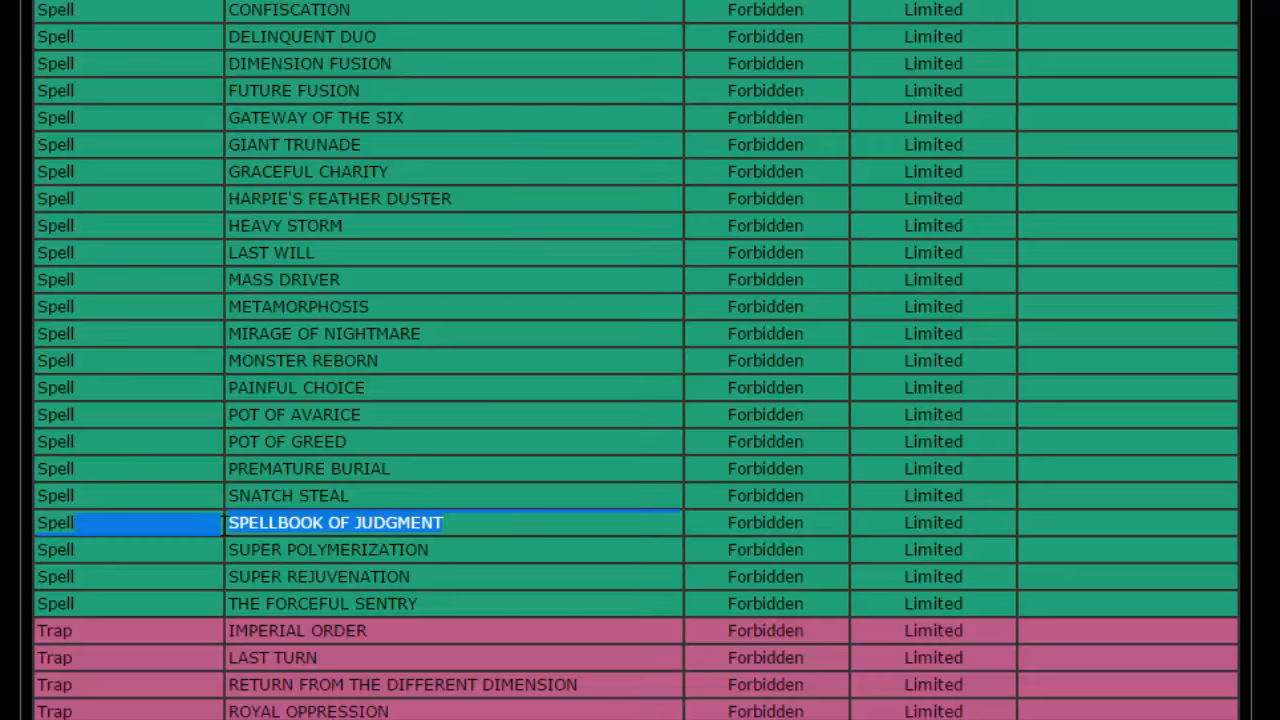 Spell CONFISCATION Forbidden Limited
Spell DELINQUENT DUO Forbidden Limited
Spell DIMENSION FUSION Forbidden Limited
Spell FUTURE FUSION Forbidden Limited
Spell GATEWAY OF THE SIX Forbidden Limited
Spell GIANT TRUNADE Forbidden Limited
Spell GRACEFUL CHARITY Forbidden Limited
Spell HARPIE'S FEATHER DUSTER Forbidden Limited
Spell HEAVY STORM Forbidden Limited
Spell LAST WILL Forbidden Limited
Spell MASS DRIVER Forbidden Limited
Spell METAMORPHOSIS Forbidden Limited
Spell MIRAGE OF NIGHTMARE Forbidden Limited
Spell MONSTER REBORN Forbidden Limited
Spell PAINFUL CHOICE Forbidden Limited
Spell POT OF AVARICE Forbidden Limited
Spell POT OF GREED Forbidden Limited
Spell PREMATURE BURIAL Forbidden Limited
Spell SNATCH STEAL Forbidden Limited
Spell SPELLBOOK OF JUDGMENT Forbidden Limited
Spell SUPER POLYMERIZATION Forbidden Limited
Spell SUPER REJUVENATION Forbidden Limited
Spell THE FORCEFUL SENTRY Forbidden Limited
Trap IMPERIAL ORDER Forbidden Limited
Trap LAST TURN Forbidden Limited
Trap RETURN FROM THE DIFFERENT DIMENSION Forbidden Limited
Trap ROYAL OPPRESSION Forbidden Limited